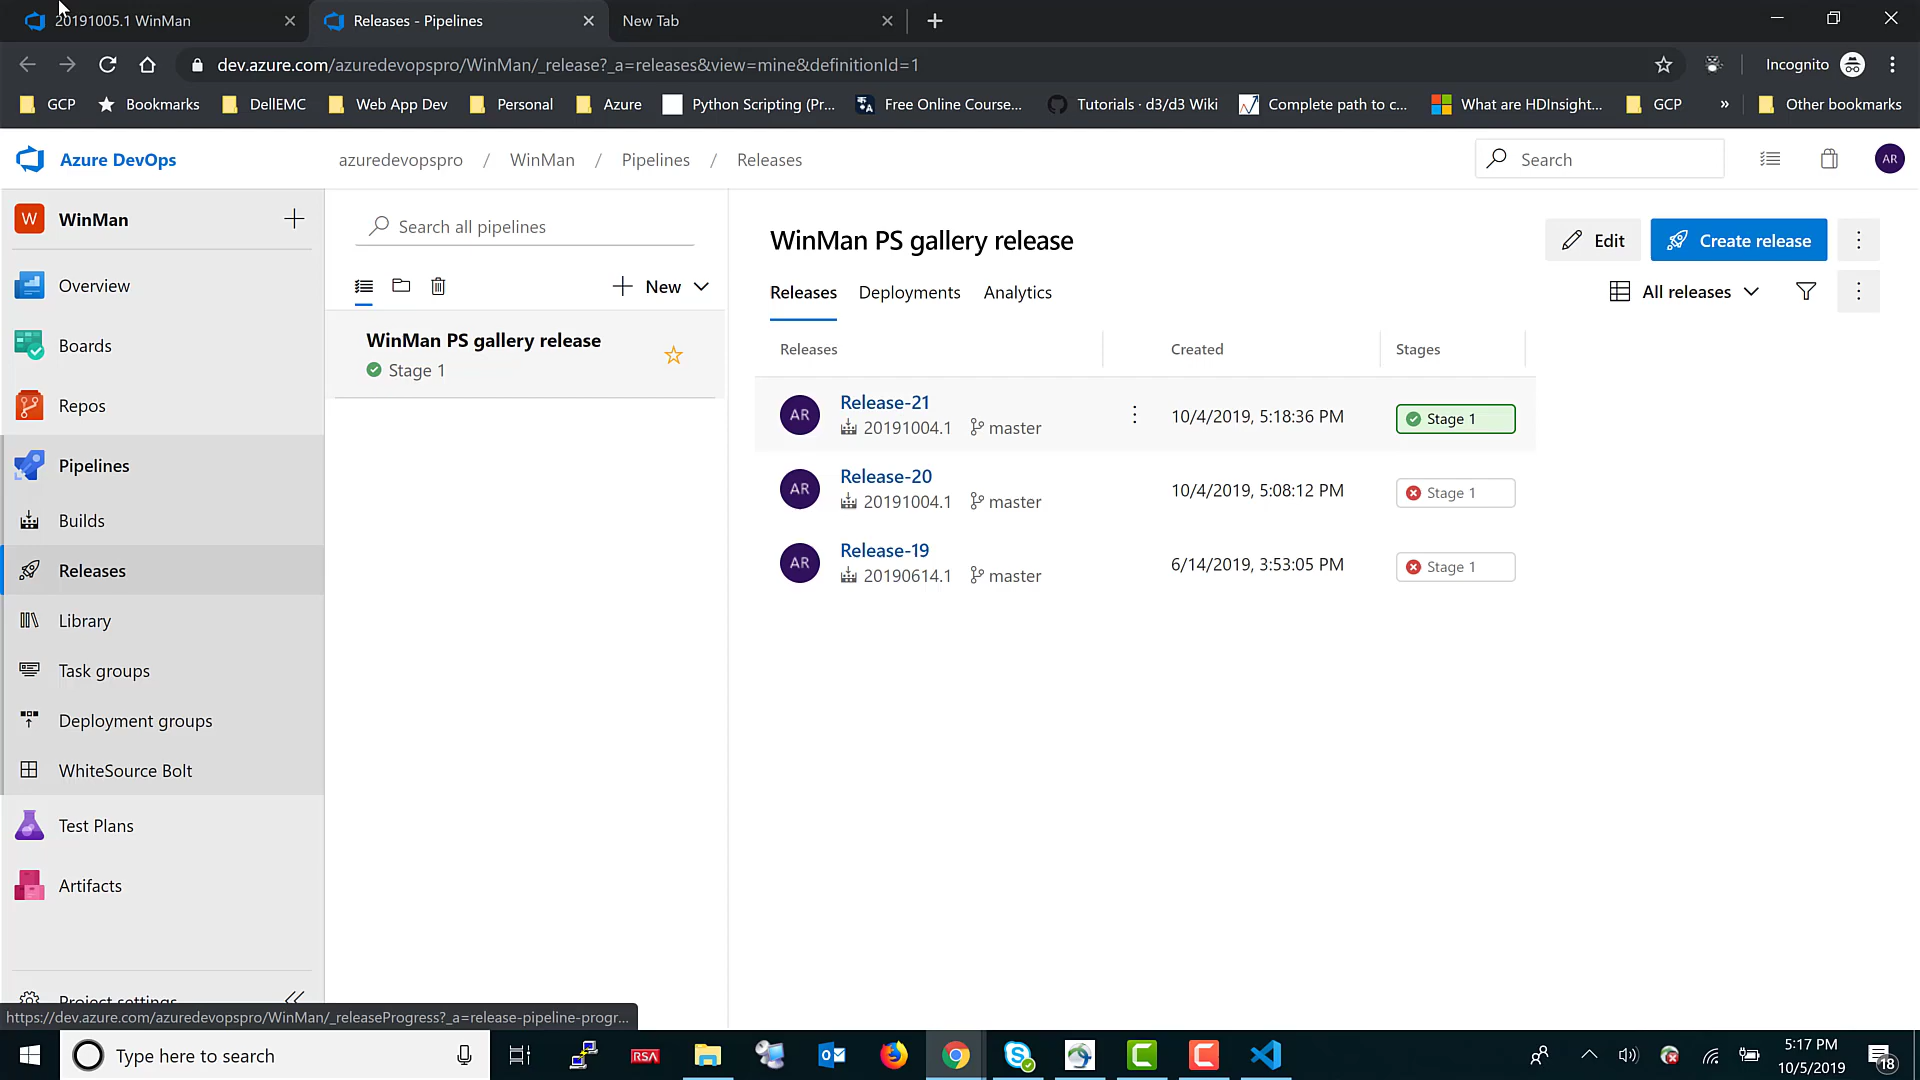 20191005.1 WinMan
Releases - Pipelines
New Tab
dev.azure.com/azuredevopspro/WinMan/_release?_a=releases&view=mine&definitionId=1
Incognito
GCP
Bookmarks
DellEMC
Web App Dev
Personal
Azure
Python Scripting (Pr...
Free Online Course...
Tutorials · d3/d3 Wiki
Complete path to c...
What are HDInsight...
GCP
»
Other bookmarks
Azure DevOps
azuredevopspro / WinMan / Pipelines / Releases
Search
AR
W WinMan
Overview
Boards
Repos
Pipelines
Builds
Releases
Library
Task groups
Deployment groups
WhiteSource Bolt
Test Plans
Artifacts
Project settings
Search all pipelines
New
WinMan PS gallery release
Stage 1
WinMan PS gallery release
Edit
Create release
Releases
Deployments
Analytics
All releases
Releases
Created
Stages
AR
Release-21
20191004.1
master
10/4/2019, 5:18:36 PM
Stage 1
AR
Release-20
20191004.1
master
10/4/2019, 5:08:12 PM
Stage 1
AR
Release-19
20190614.1
master
6/14/2019, 3:53:05 PM
Stage 1
https://dev.azure.com/azuredevopspro/WinMan/_releaseProgress?_a=release-pipeline-progr...
Type here to search
RSA
5:17 PM
10/5/2019
18